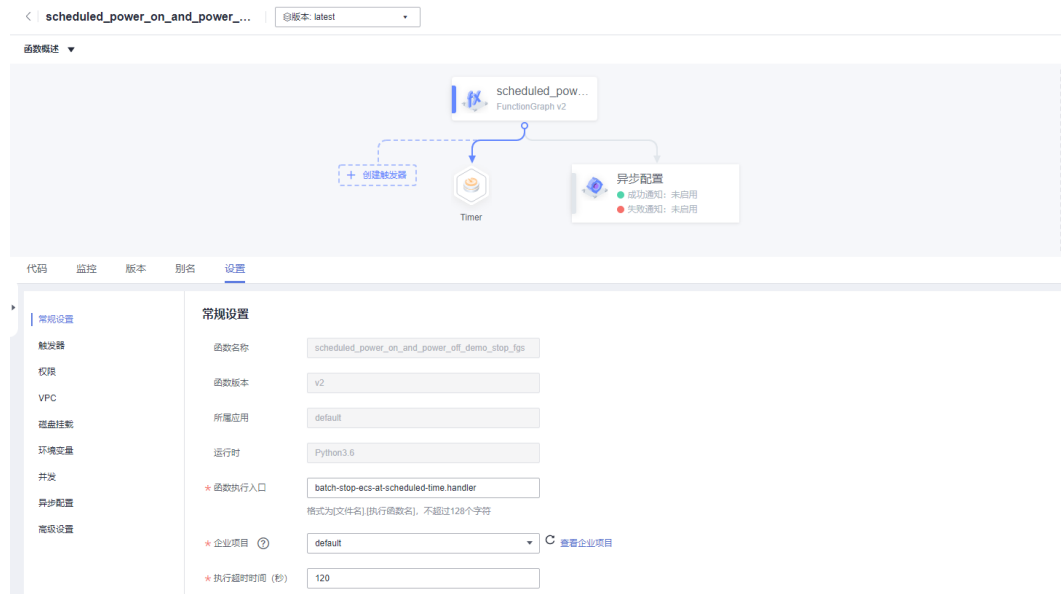 scheduled_power_on_and_power_...
版本: latest
函数概述
scheduled_pow...
FunctionGraph v2
创建触发器
Timer
异步配置
成功通知：未启用
失败通知：未启用
代码 监控 版本 别名 设置
常规设置
触发器
权限
VPC
磁盘挂载
环境变量
并发
异步配置
高级设置
常规设置
函数名称 scheduled_power_on_and_power_off_demo_stop_fgs
函数版本 v2
所属应用 default
运行时 Python3.6
* 函数执行入口 batch-stop-ecs-at-scheduled-time.handler
格式为[文件名].[执行函数名]，不超过128个字符
* 企业项目 ? default 查看企业项目
* 执行超时时间（秒） 120